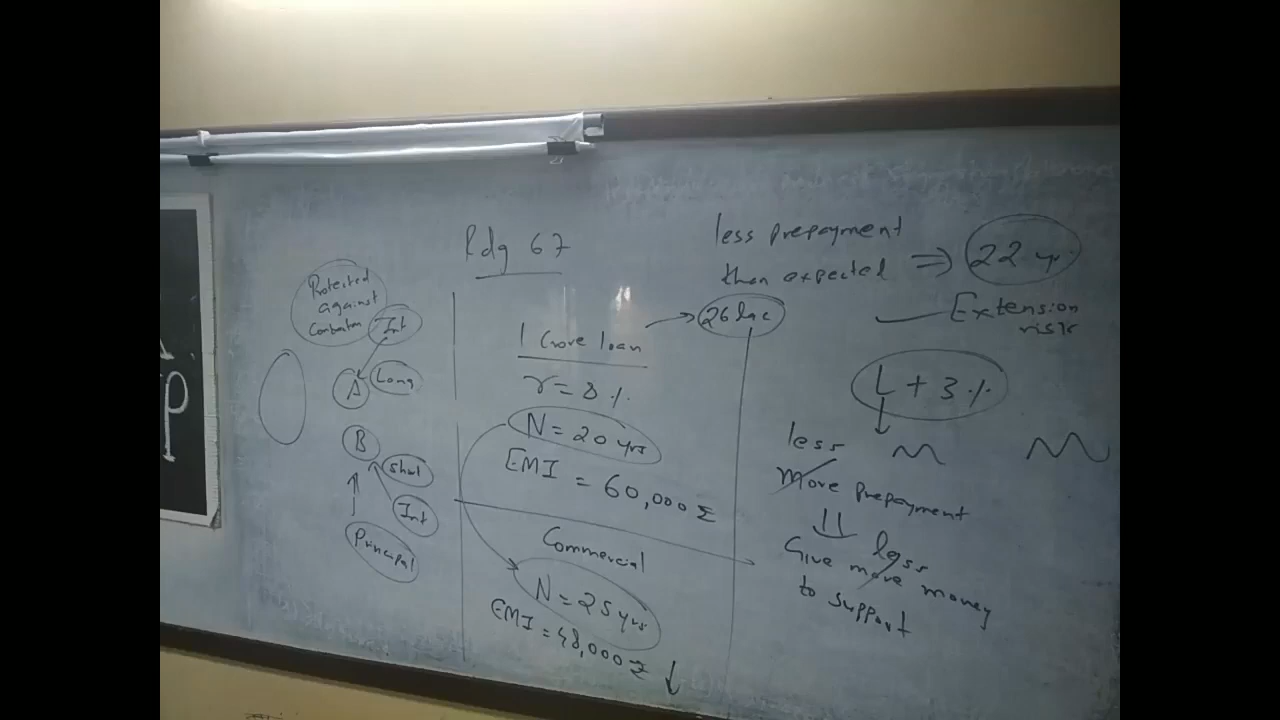 Rdg 67
Protected
against
Int
A
Long
B
Short
Int
Principal
1 Crore loan
26 lac
r = 8 %
N = 20 yrs
EMI = 60,000 Σ
Commercial
N = 25 yrs
EMI = 48,000 Σ ↓
less prepayment
than expected ⇒ 22 yr.
Extension
risk
L + 3 %
less
More prepayment
less
Give more money
to support
P